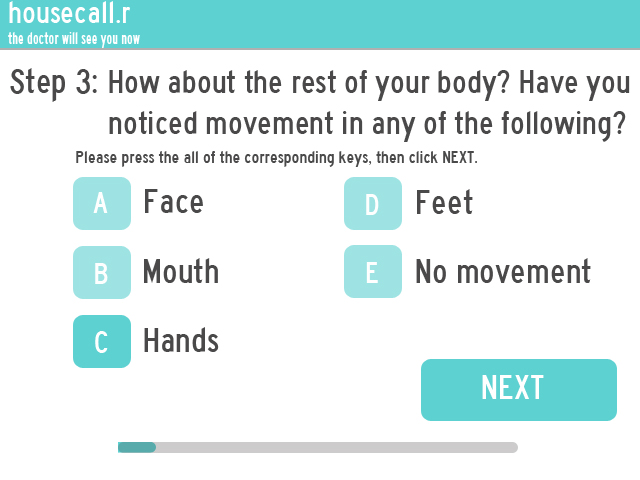 housecall.r
the doctor will see you now
Step 3: How about the rest of your body? Have you
noticed movement in any of the following?
Please press the all of the corresponding keys, then click NEXT.
A Face
B Mouth
C Hands
D Feet
E No movement
NEXT